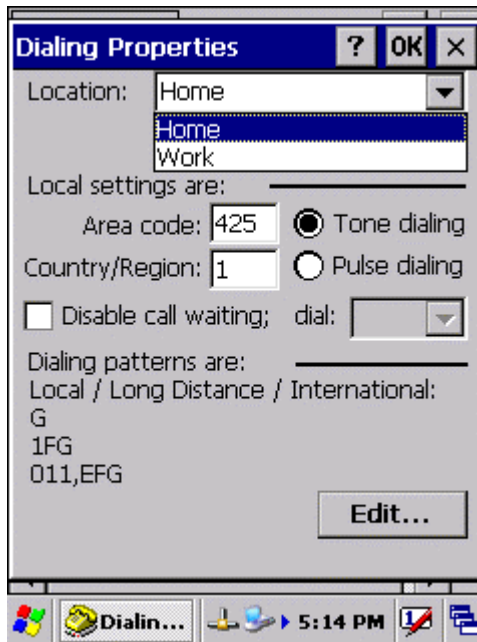 Dialing Properties ? OK ×
Location: Home
Home
Work
Local settings are:
Area code: 425 Tone dialing
Country/Region: 1 Pulse dialing
Disable call waiting; dial:
Dialing patterns are:
Local / Long Distance / International:
G
1FG
011,EFG
Edit...
Dialin... 5:14 PM